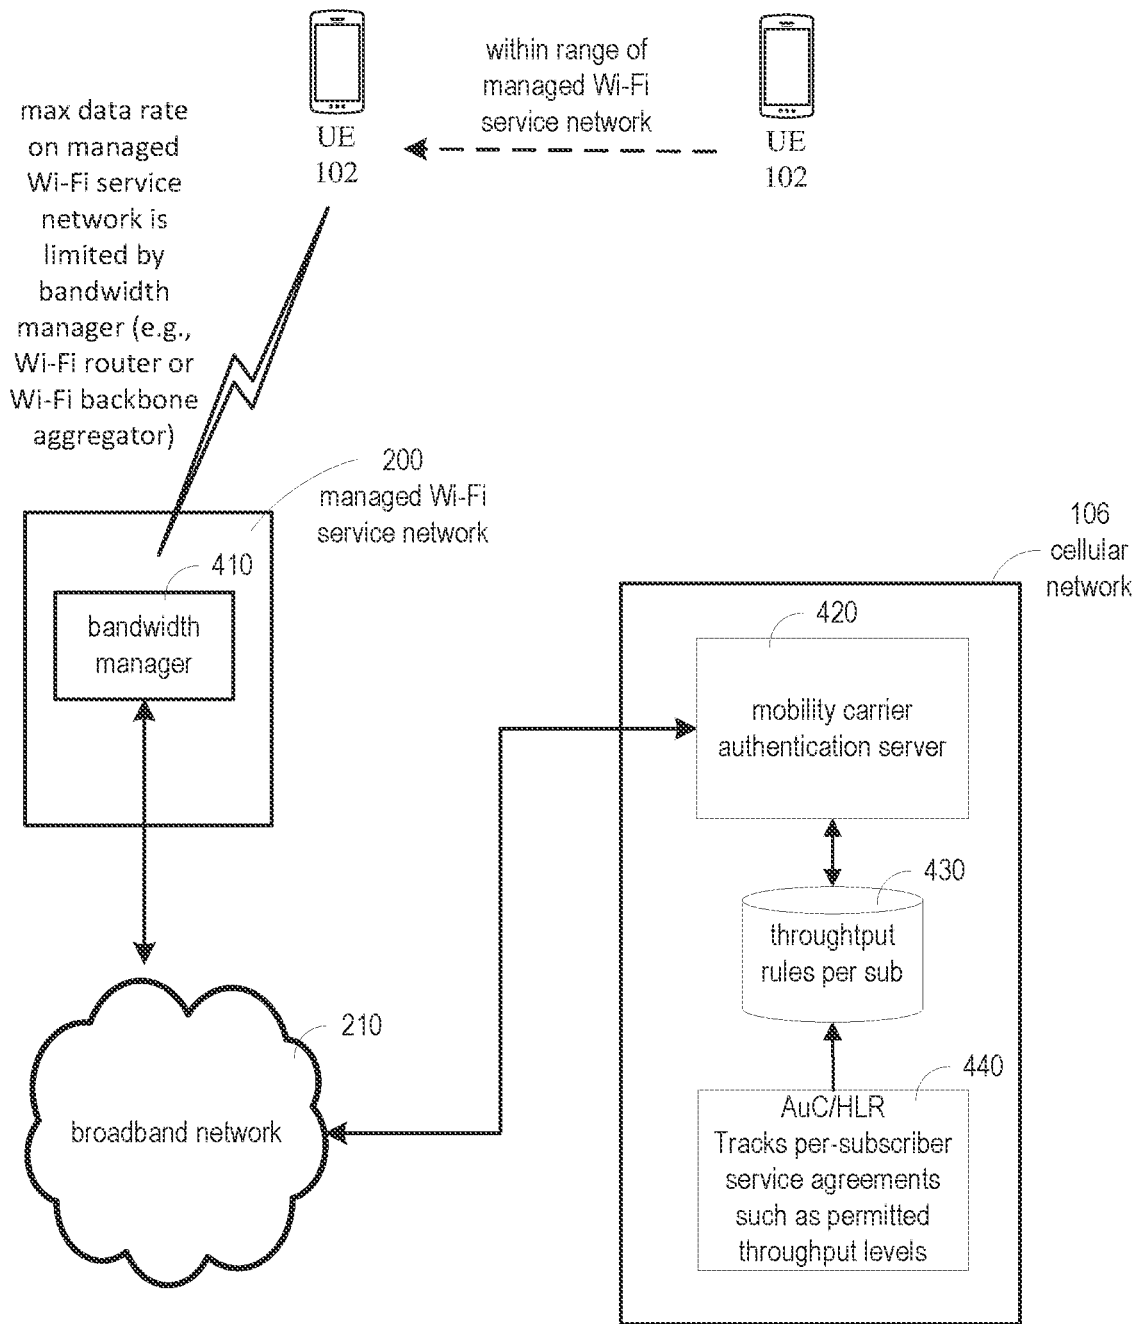 within range of
managed Wi-Fi
service network
UE
102
UE
102
max data rate
on managed
Wi-Fi service
network is
limited by
bandwidth
manager (e.g.,
Wi-Fi router or
Wi-Fi backbone
aggregator)
200
managed Wi-Fi
service network
410
bandwidth
manager
106
cellular
network
420
mobility carrier
authentication server
430
throughtput
rules per sub
210
broadband network
440
AuC/HLR
Tracks per-subscriber
service agreements
such as permitted
throughput levels